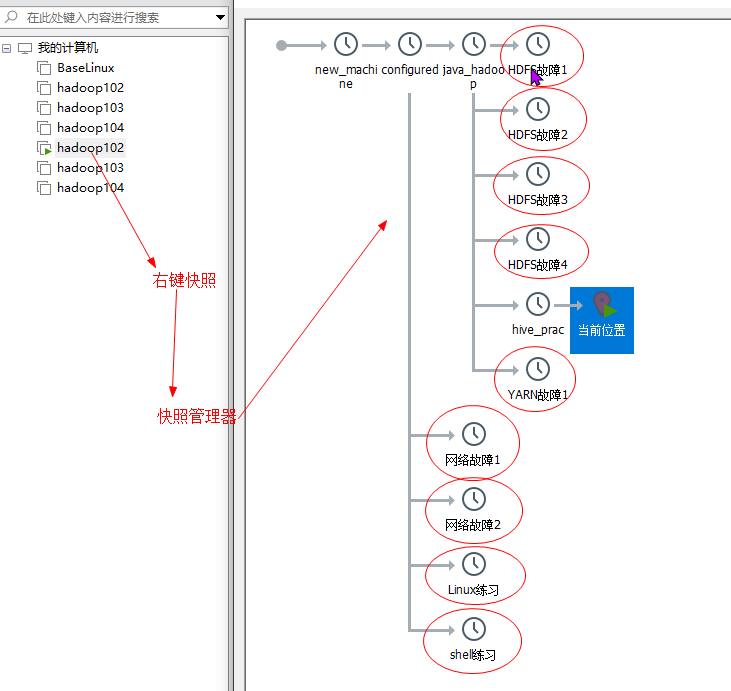 在此处键入内容进行搜索
我的计算机
BaseLinux
hadoop102
hadoop103
hadoop104
hadoop102
hadoop103
hadoop104
右键快照
快照管理器
new_machi
ne
configured
java_hadoo
p
HDFS故障1
HDFS故障2
HDFS故障3
HDFS故障4
hive_prac
当前位置
YARN故障1
网络故障1
网络故障2
Linux练习
shell练习